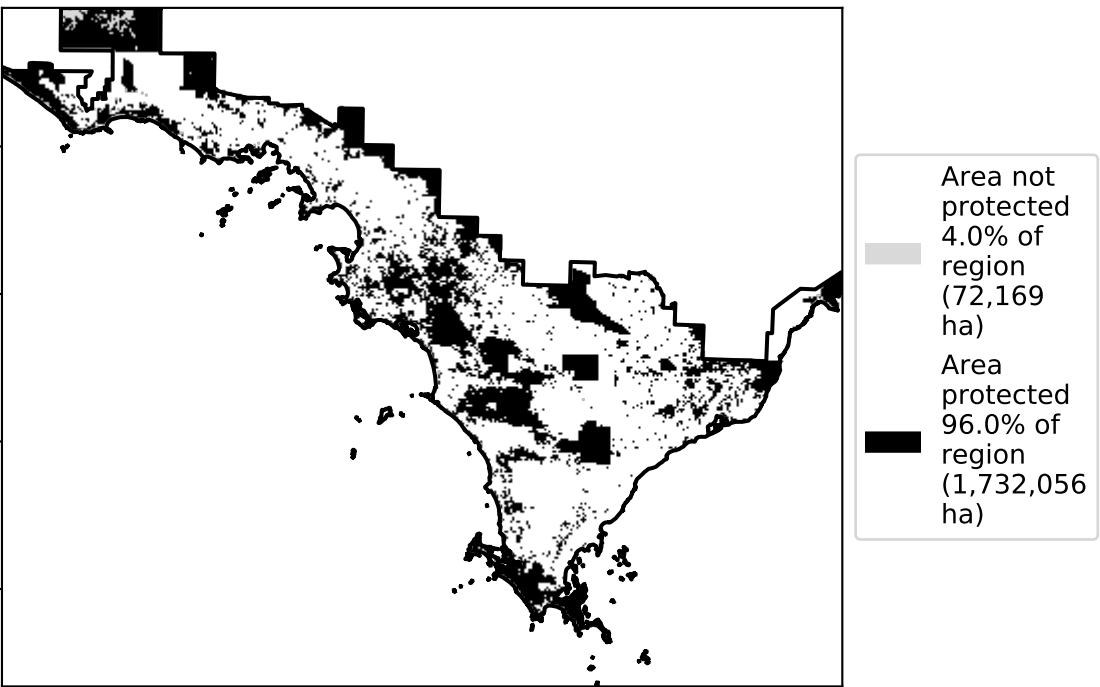 Area not
protected
4.0% of
region
(72,169
ha)
Area
protected
96.0% of
region
(1,732,056
ha)